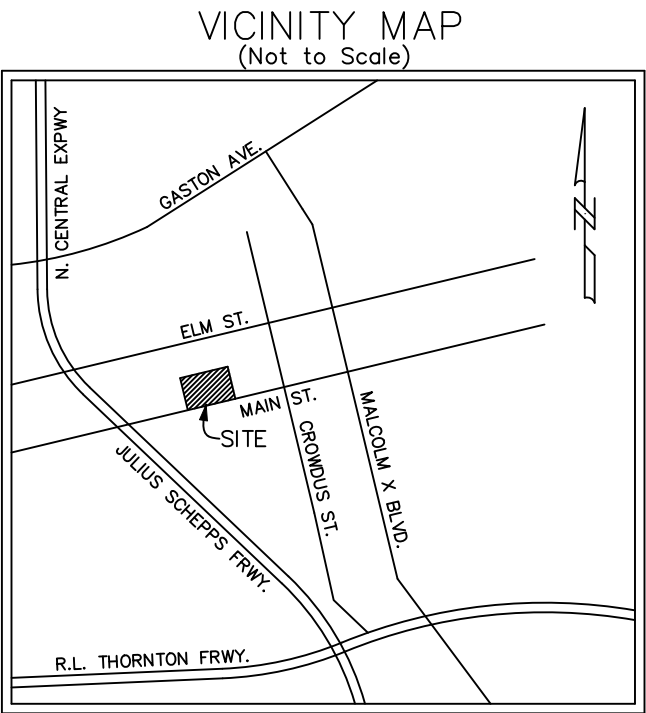 VICINITY MAP
(Not to Scale)
N. CENTRAL EXPWY
GASTON AVE.
N
ELM ST.
MAIN ST.
SITE
CROWDUS ST.
MALCOLM X BLVD.
JULIUS SCHEPPS FRWY.
R.L. THORNTON FRWY.